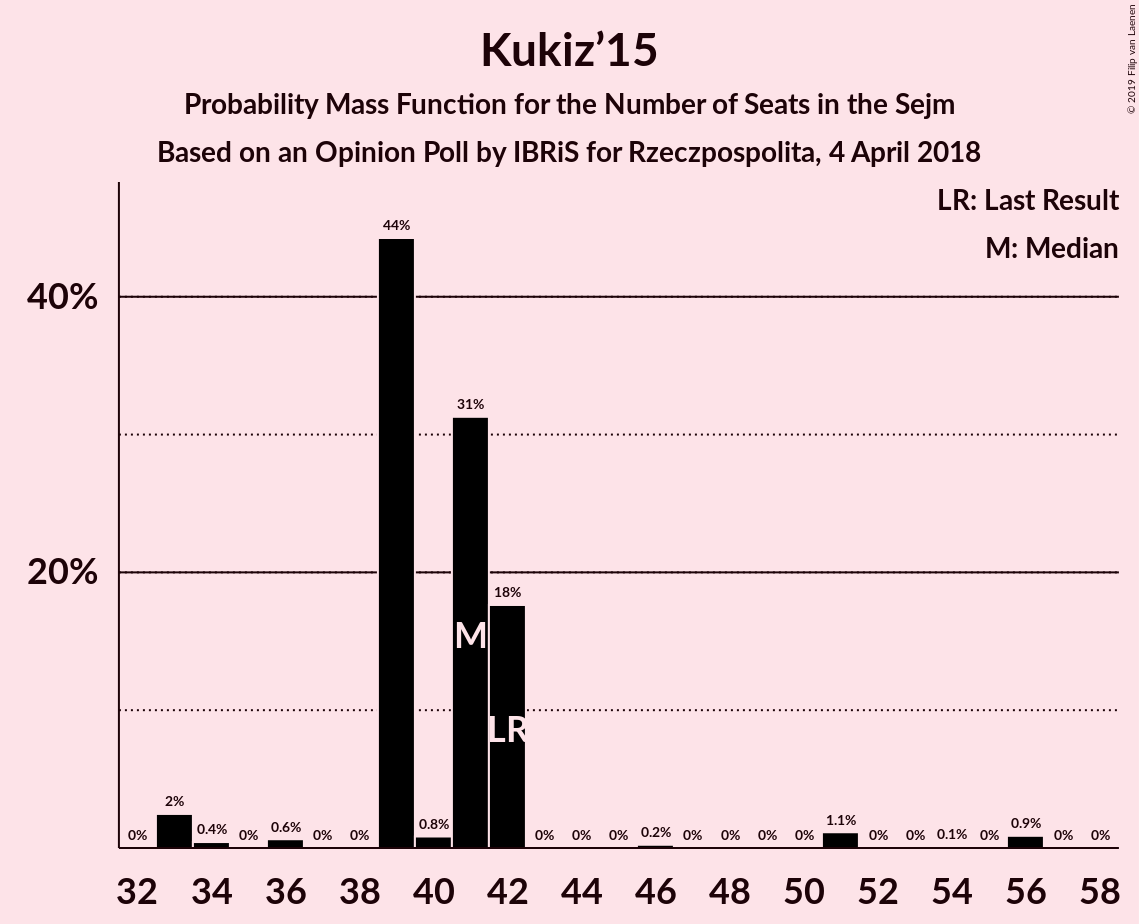 Kukiz’15
Probability Mass Function for the Number of Seats in the Sejm
Based on an Opinion Poll by IBRiS for Rzeczpospolita, 4 April 2018
© 2019 Filip van Laenen
LR: Last Result
M: Median
40%
20%
0% 2% 0.4% 0% 0.6% 0% 0% 44% 0.8% 31% 18% 0% 0% 0% 0.2% 0% 0% 0% 0% 1.1% 0% 0% 0.1% 0% 0.9% 0% 0%
M
LR
32 34 36 38 40 42 44 46 48 50 52 54 56 58